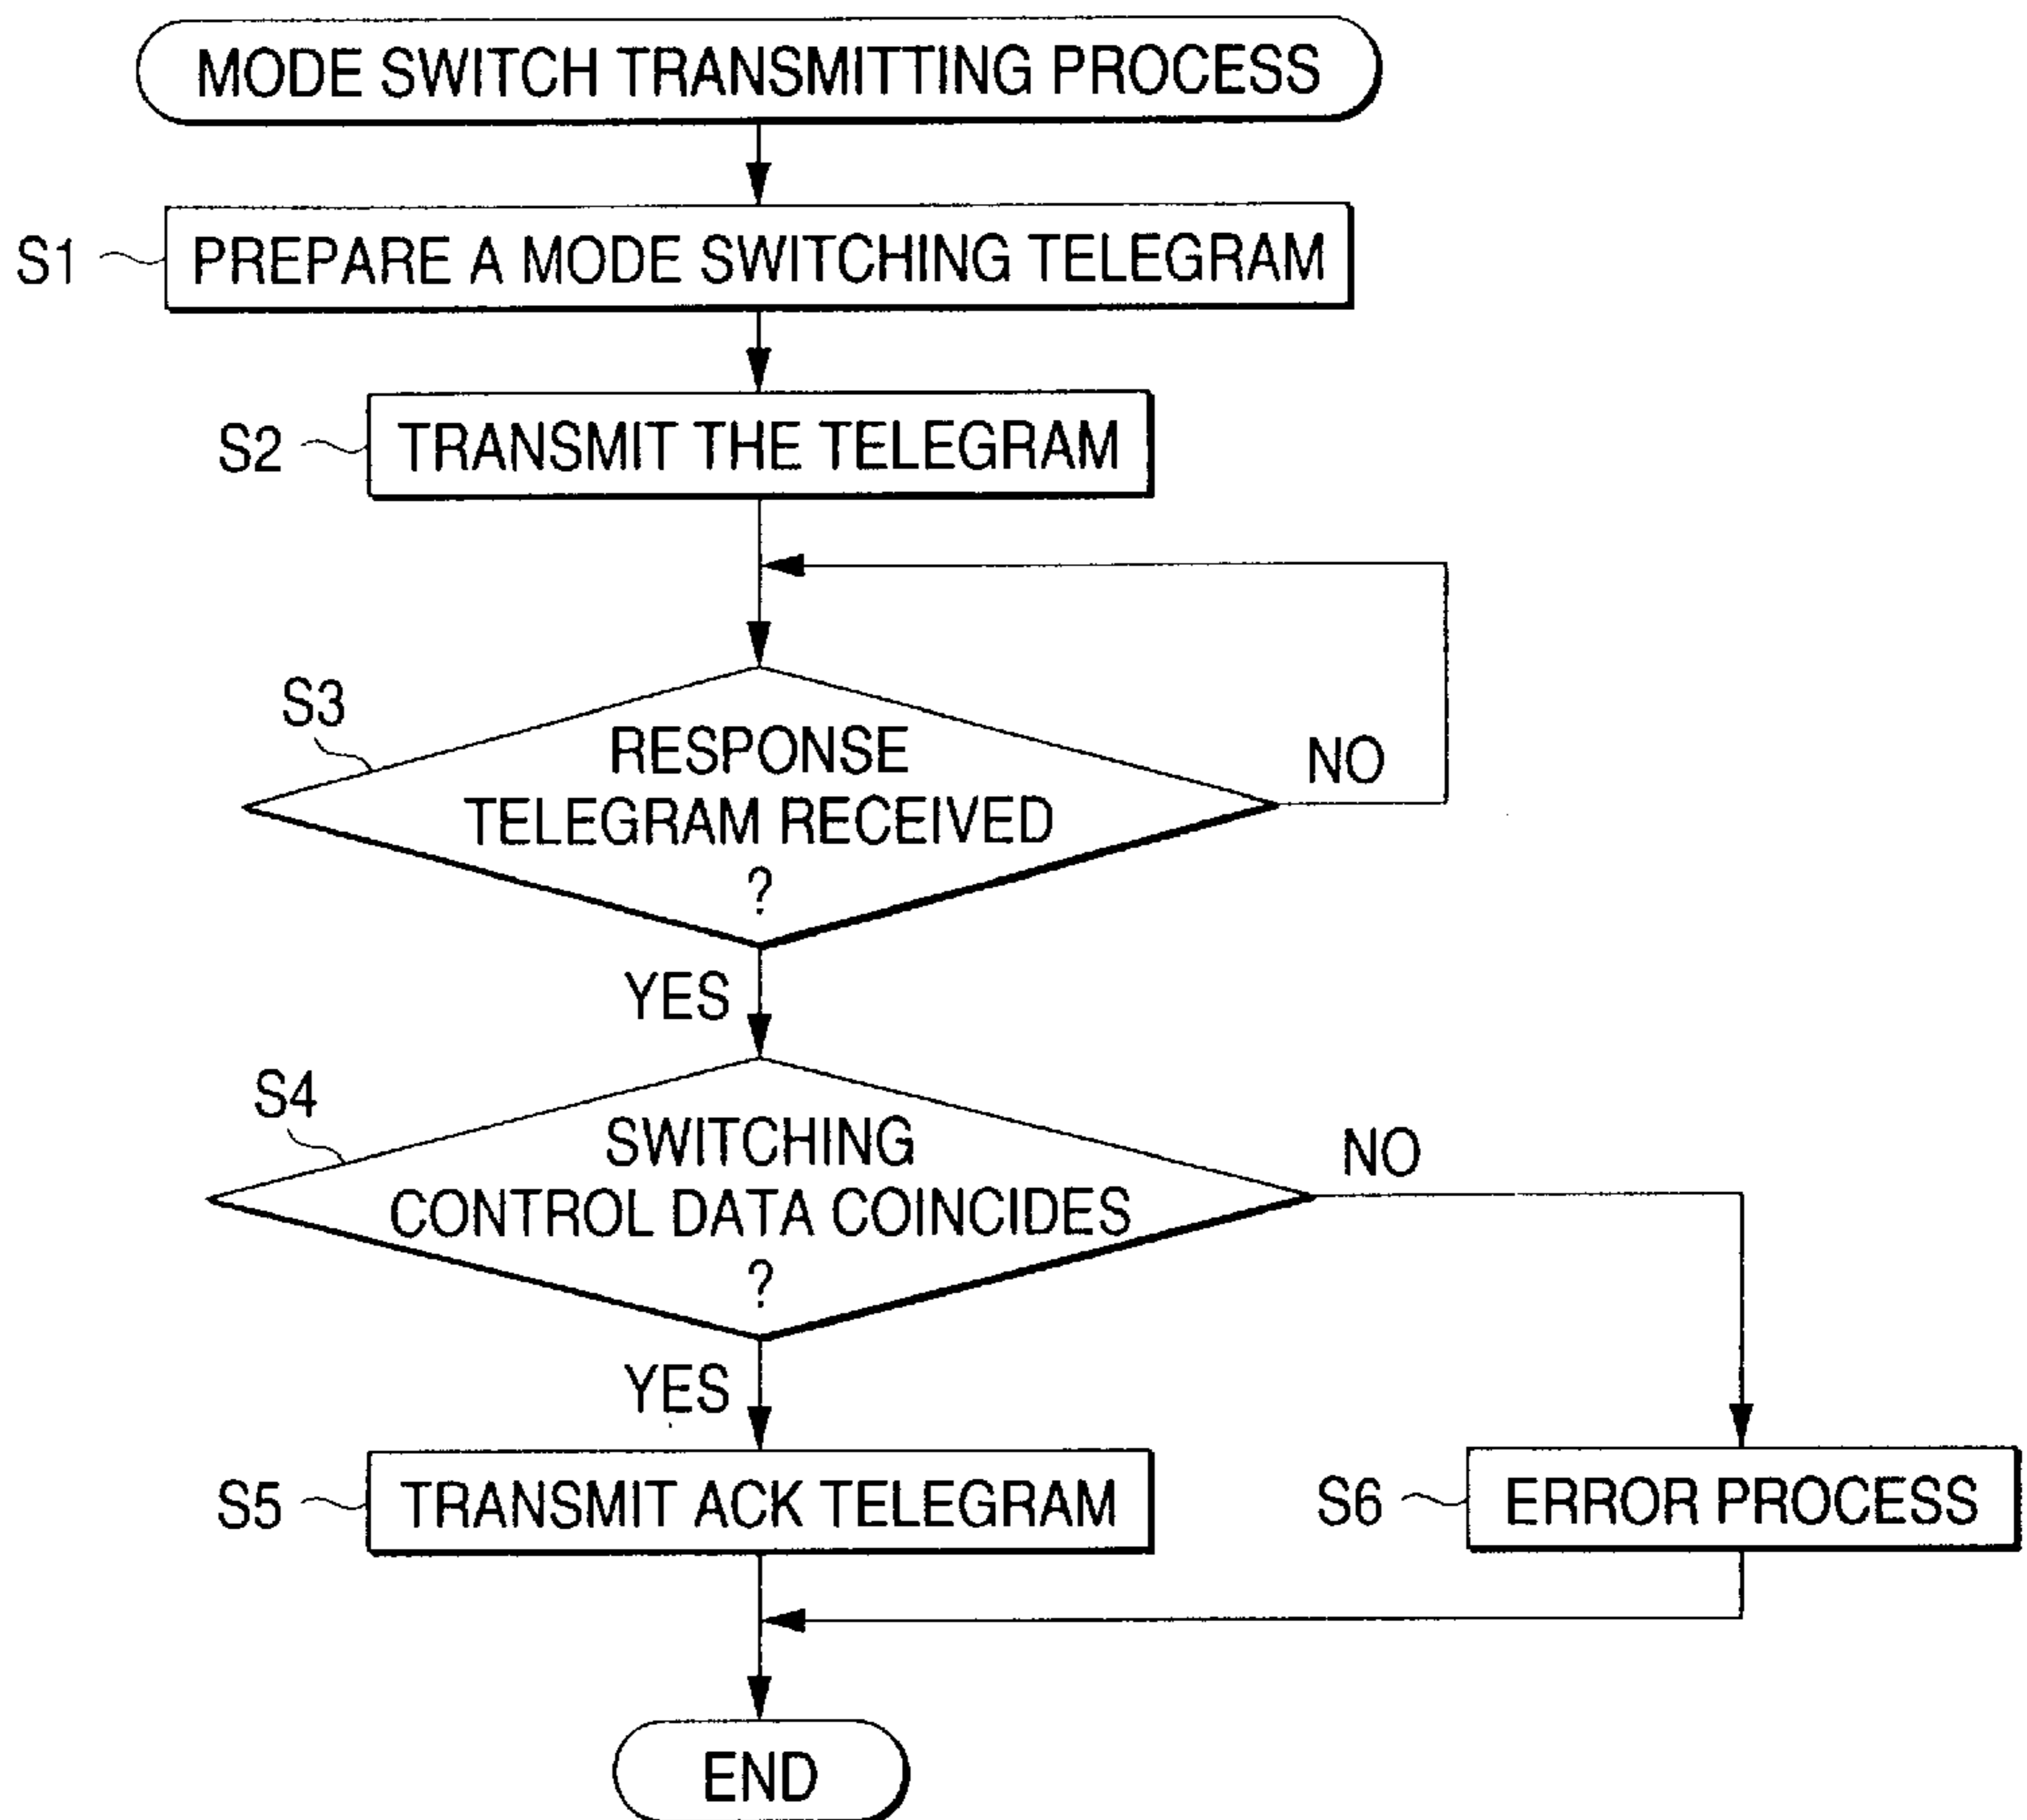 MODE SWITCH TRANSMITTING PROCESS
S1
PREPARE A MODE SWITCHING TELEGRAM
S2
TRANSMIT THE TELEGRAM
S3
RESPONSE
TELEGRAM RECEIVED
?
NO
YES
S4
SWITCHING
CONTROL DATA COINCIDES
?
NO
YES
S5
TRANSMIT ACK TELEGRAM
S6
ERROR PROCESS
END